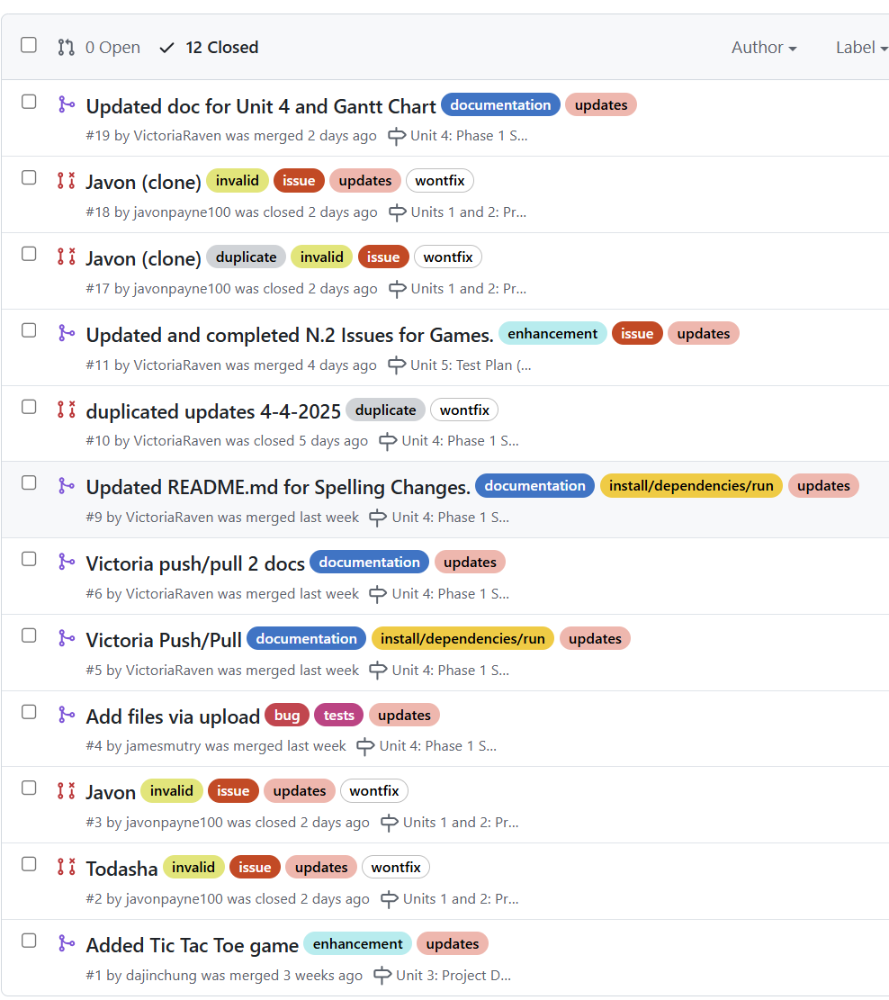 0 Open 12 Closed Author Label
Updated doc for Unit 4 and Gantt Chart documentation updates
#19 by VictoriaRaven was merged 2 days ago Unit 4: Phase 1 S...
Javon (clone) invalid issue updates wontfix
#18 by javonpayne100 was closed 2 days ago Units 1 and 2: Pr...
Javon (clone) duplicate invalid issue wontfix
#17 by javonpayne100 was closed 2 days ago Units 1 and 2: Pr...
Updated and completed N.2 Issues for Games. enhancement issue updates
#11 by VictoriaRaven was merged 4 days ago Unit 5: Test Plan (...
duplicated updates 4-4-2025 duplicate wontfix
#10 by VictoriaRaven was closed 5 days ago Unit 4: Phase 1 S...
Updated README.md for Spelling Changes. documentation install/dependencies/run updates
#9 by VictoriaRaven was merged last week Unit 4: Phase 1 S...
Victoria push/pull 2 docs documentation updates
#6 by VictoriaRaven was merged last week Unit 4: Phase 1 S...
Victoria Push/Pull documentation install/dependencies/run updates
#5 by VictoriaRaven was merged last week Unit 4: Phase 1 S...
Add files via upload bug tests updates
#4 by jamesmutry was merged last week Unit 4: Phase 1 S...
Javon invalid issue updates wontfix
#3 by javonpayne100 was closed 2 days ago Units 1 and 2: Pr...
Todasha invalid issue updates wontfix
#2 by javonpayne100 was closed 2 days ago Units 1 and 2: Pr...
Added Tic Tac Toe game enhancement updates
#1 by dajinchung was merged 3 weeks ago Unit 3: Project D...